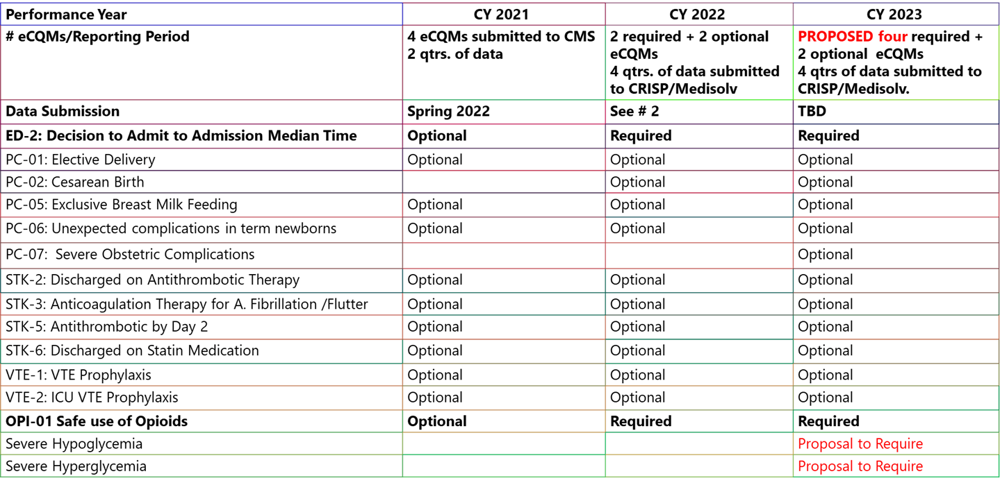 Performance Year CY 2021 CY 2022 CY 2023
# eCQMs/Reporting Period 4 eCQMs submitted to CMS 2 required + 2 optional PROPOSED four required +
2 qtrs. of data eCQMs 2 optional eCQMs
4 qtrs. of data submitted 4 qtrs of data submitted to
to CRISP/Medisolv CRISP/Medisolv.
Data Submission Spring 2022 See # 2 TBD
ED-2: Decision to Admit to Admission Median Time Optional Required Required
PC-01: Elective Delivery Optional Optional Optional
PC-02: Cesarean Birth Optional Optional
PC-05: Exclusive Breast Milk Feeding Optional Optional Optional
PC-06: Unexpected complications in term newborns Optional Optional Optional
PC-07: Severe Obstetric Complications Optional
STK-2: Discharged on Antithrombotic Therapy Optional Optional Optional
STK-3: Anticoagulation Therapy for A. Fibrillation /Flutter Optional Optional Optional
STK-5: Antithrombotic by Day 2 Optional Optional Optional
STK-6: Discharged on Statin Medication Optional Optional Optional
VTE-1: VTE Prophylaxis Optional Optional Optional
VTE-2: ICU VTE Prophylaxis Optional Optional Optional
OPI-01 Safe use of Opioids Optional Required Required
Severe Hypoglycemia Proposal to Require
Severe Hyperglycemia Proposal to Require